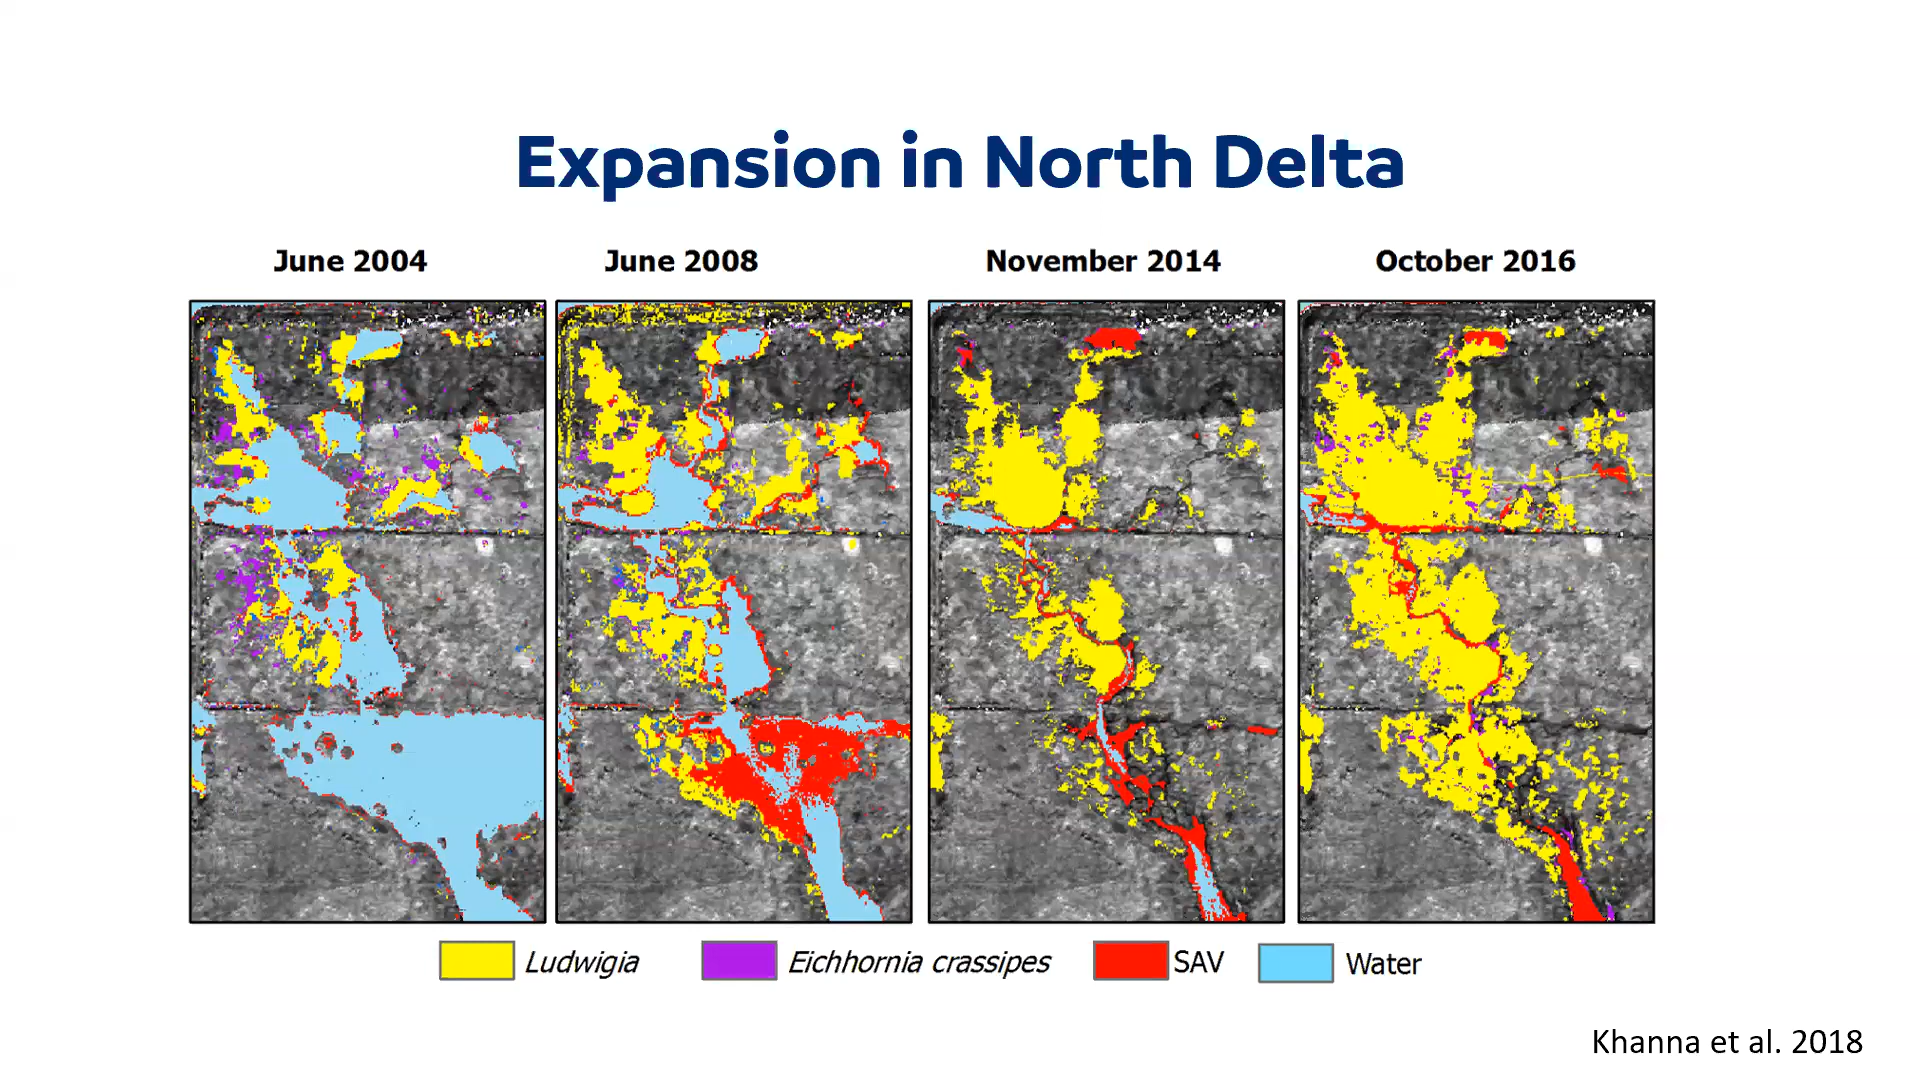 Expansion in North Delta
June 2004
June 2008
November 2014
October 2016
Ludwigia
Eichhornia crassipes
SAV
Water
Khanna et al. 2018